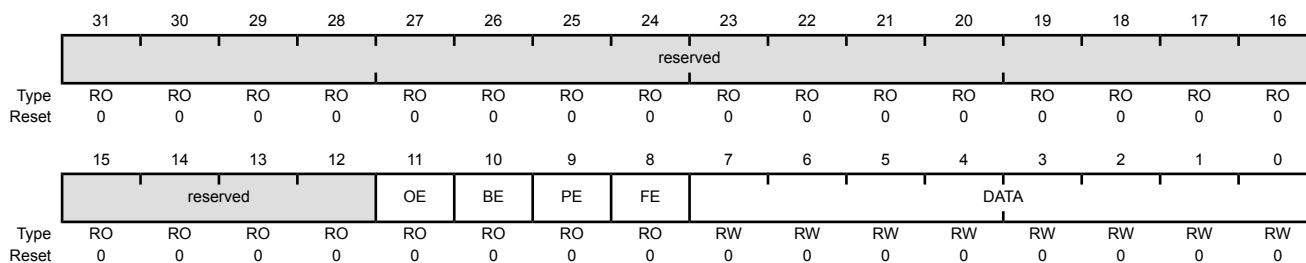 31 30 29 28 27 26 25 24 23 22 21 20 19 18 17 16
reserved
Type RO RO RO RO RO RO RO RO RO RO RO RO RO RO RO RO
Reset 0 0 0 0 0 0 0 0 0 0 0 0 0 0 0 0
15 14 13 12 11 10 9 8 7 6 5 4 3 2 1 0
reserved OE BE PE FE DATA
Type RO RO RO RO RO RO RO RO RW RW RW RW RW RW RW RW
Reset 0 0 0 0 0 0 0 0 0 0 0 0 0 0 0 0